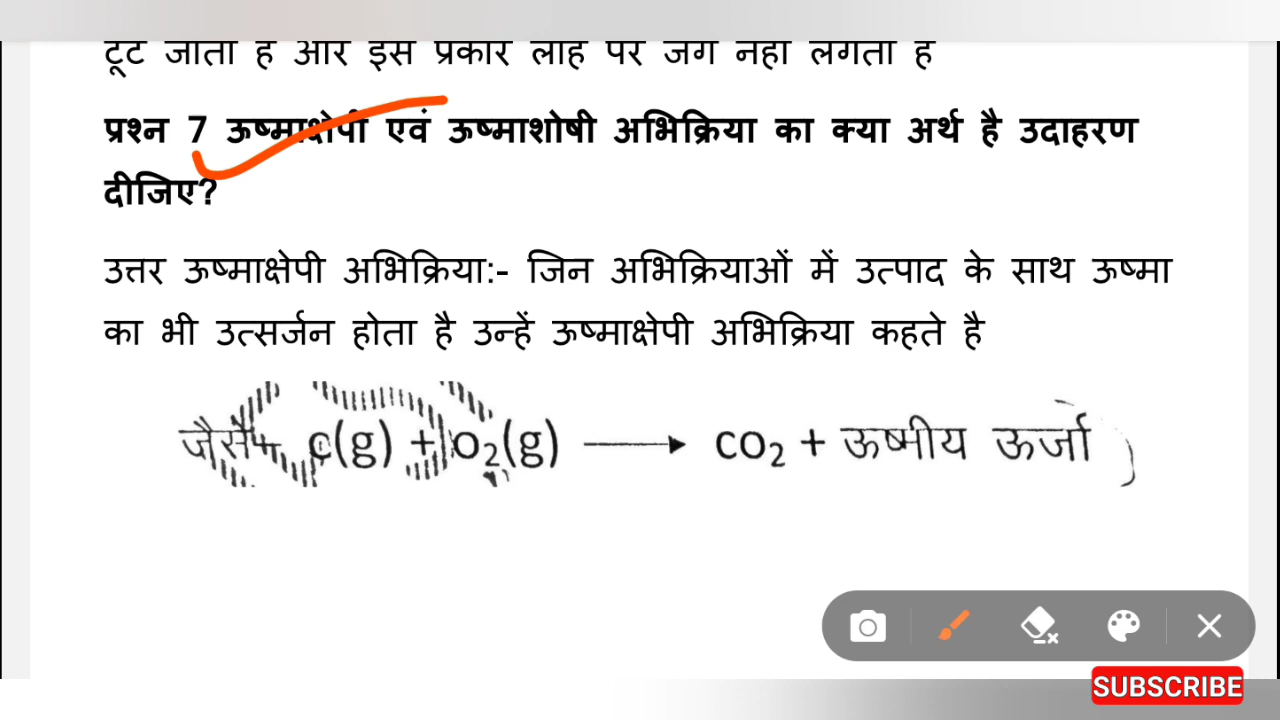 टूट जाता है और इस प्रकार लोहे पर जंग नहीं लगता है
प्रश्न 7 ऊष्माक्षेपी एवं ऊष्माशोषी अभिक्रिया का क्या अर्थ है उदाहरण
दीजिए?
उत्तर ऊष्माक्षेपी अभिक्रिया:- जिन अभिक्रियाओं में उत्पाद के साथ ऊष्मा
का भी उत्सर्जन होता है उन्हें ऊष्माक्षेपी अभिक्रिया कहते है
जैसे c(g) + o₂(g) ⟶ co₂ + ऊष्मीय ऊर्जा
SUBSCRIBE